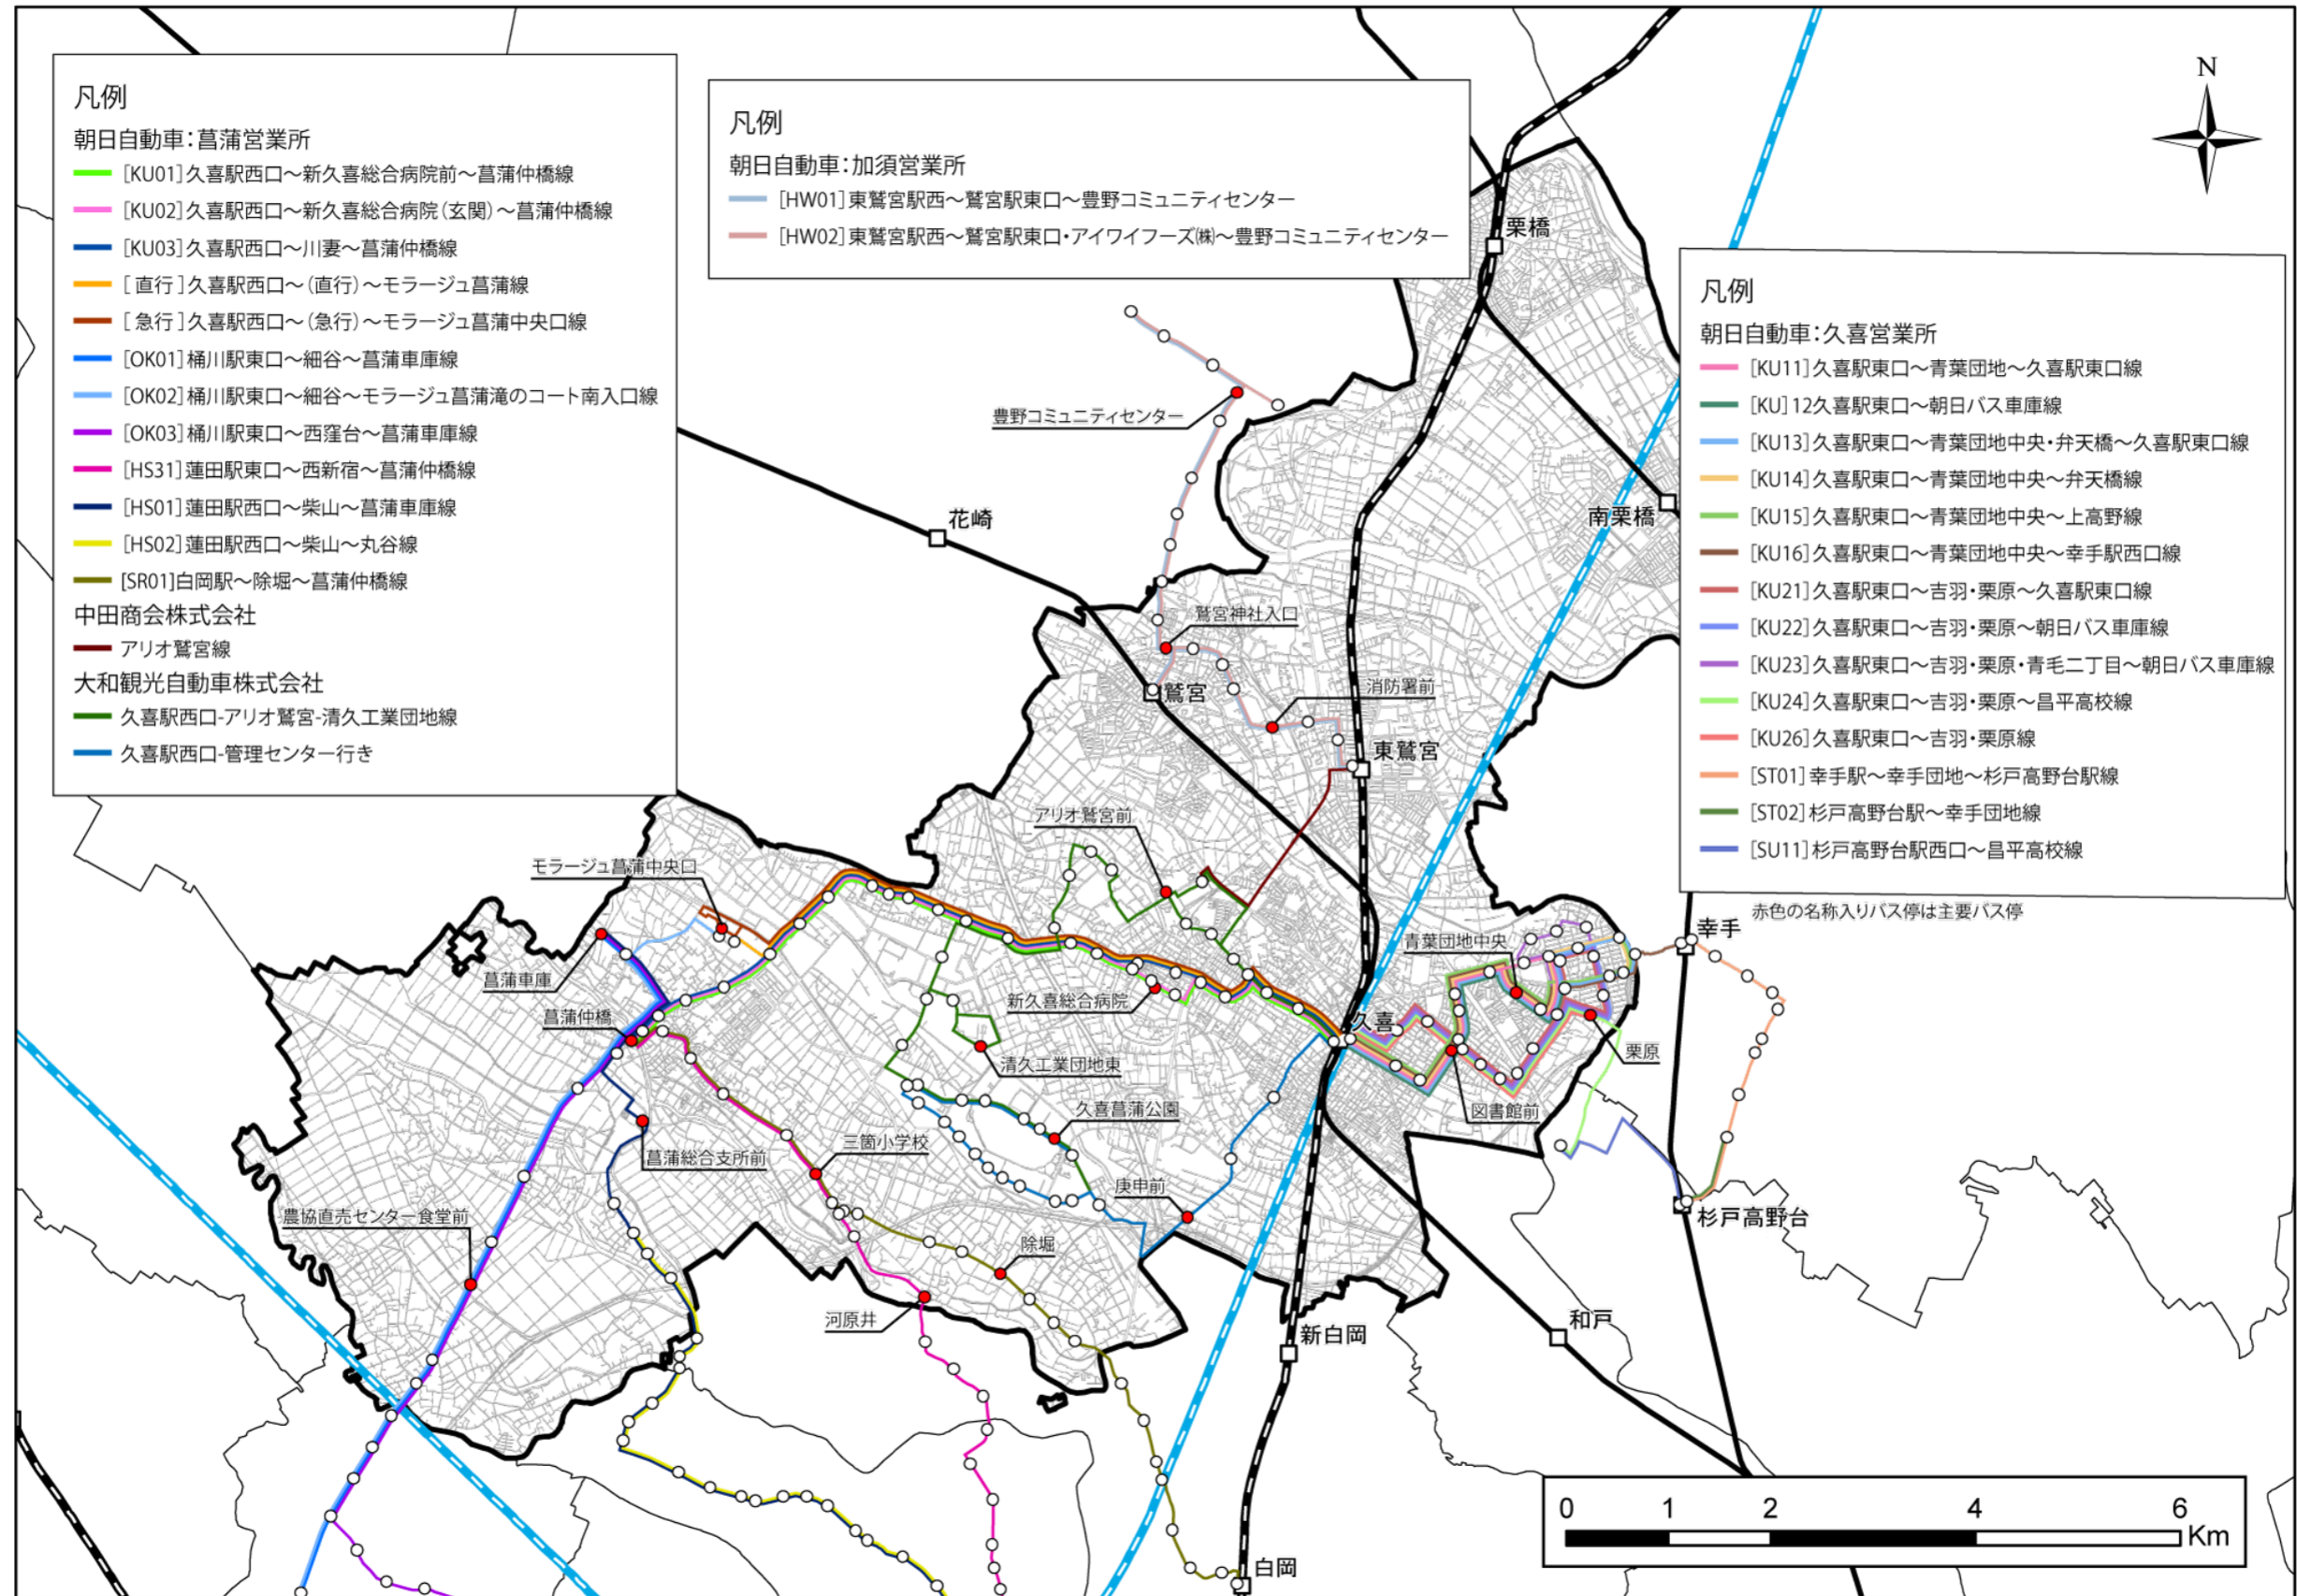 凡例
朝日自動車：菖蒲営業所
[KU01]久喜駅西口～新久喜総合病院前～菖蒲仲橋線
[KU02]久喜駅西口～新久喜総合病院（玄関）～菖蒲仲橋線
[KU03]久喜駅西口～川妻～菖蒲仲橋線
[ 直行 ]久喜駅西口～（直行）～モラージュ菖蒲線
[ 急行 ]久喜駅西口～（急行）～モラージュ菖蒲中央口線
[OK01]桶川駅東口～細谷～菖蒲車庫線
[OK02]桶川駅東口～細谷～モラージュ菖蒲滝のコート南入口線
[OK03]桶川駅東口～西窪台～菖蒲車庫線
[HS31]蓮田駅東口～西新宿～菖蒲仲橋線
[HS01]蓮田駅西口～柴山～菖蒲車庫線
[HS02]蓮田駅西口～柴山～丸谷線
[SR01]白岡駅～除堀～菖蒲仲橋線
中田商会株式会社
アリオ鷲宮線
大和観光自動車株式会社
久喜駅西口-アリオ鷲宮-清久工業団地線
久喜駅西口-管理センター行き
凡例
朝日自動車：加須営業所
[HW01]東鷲宮駅西～鷲宮駅東口～豊野コミュニティセンター
[HW02]東鷲宮駅西～鷲宮駅東口・アイワイフーズ㈱～豊野コミュニティセンター
N
凡例
朝日自動車：久喜営業所
[KU11]久喜駅東口～青葉団地～久喜駅東口線
[KU]12久喜駅東口～朝日バス車庫線
[KU13]久喜駅東口～青葉団地中央・弁天橋～久喜駅東口線
[KU14]久喜駅東口～青葉団地中央～弁天橋線
[KU15]久喜駅東口～青葉団地中央～上高野線
[KU16]久喜駅東口～青葉団地中央～幸手駅西口線
[KU21]久喜駅東口～吉羽・栗原～久喜駅東口線
[KU22]久喜駅東口～吉羽・栗原～朝日バス車庫線
[KU23]久喜駅東口～吉羽・栗原・青毛二丁目～朝日バス車庫線
[KU24]久喜駅東口～吉羽・栗原～昌平高校線
[KU26]久喜駅東口～吉羽・栗原線
[ST01]幸手駅～幸手団地～杉戸高野台駅線
[ST02]杉戸高野台駅～幸手団地線
[SU11]杉戸高野台駅西口～昌平高校線
赤色の名称入りバス停は主要バス停
栗橋
豊野コミュニティセンター
花崎
南栗橋
鷲宮神社入口
鷲宮
消防署前
東鷲宮
アリオ鷲宮前
モラージュ菖蒲中央口
幸手
青葉団地中央
菖蒲車庫
新久喜総合病院
菖蒲仲橋
久喜
栗原
清久工業団地東
久喜菖蒲公園
図書館前
三箇小学校
菖蒲総合支所前
庚申前
農協直売センター食堂前
杉戸高野台
除堀
河原井
新白岡
和戸
白岡
0 1 2 4 6
Km